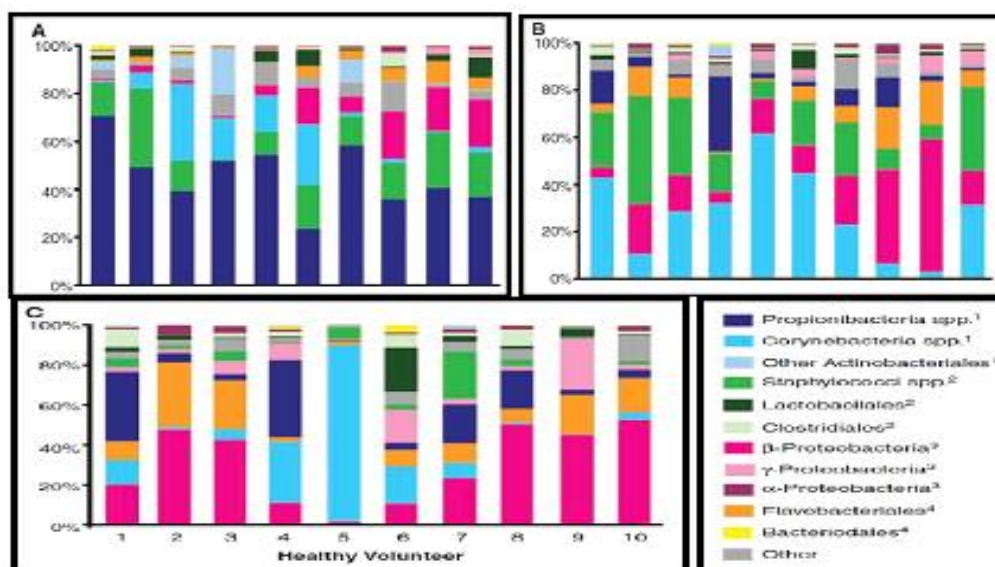 A
100%
80%
60%
40%
20%
0%
B
100%
80%
60%
40%
20%
0%
C
100%
80%
60%
40%
20%
0%
1 2 3 4 5 6 7 8 9 10
Healthy Volunteer
Propionibacteria spp.¹
Corynebacteria spp.¹
Other Actinobacteriales¹
Staphylococci spp.²
Lactobacillales²
Clostridiales²
β-Proteobacteria³
γ-Proteobacteria³
α-Proteobacteria³
Flavobacteriales⁴
Bacteriodales⁴
Other